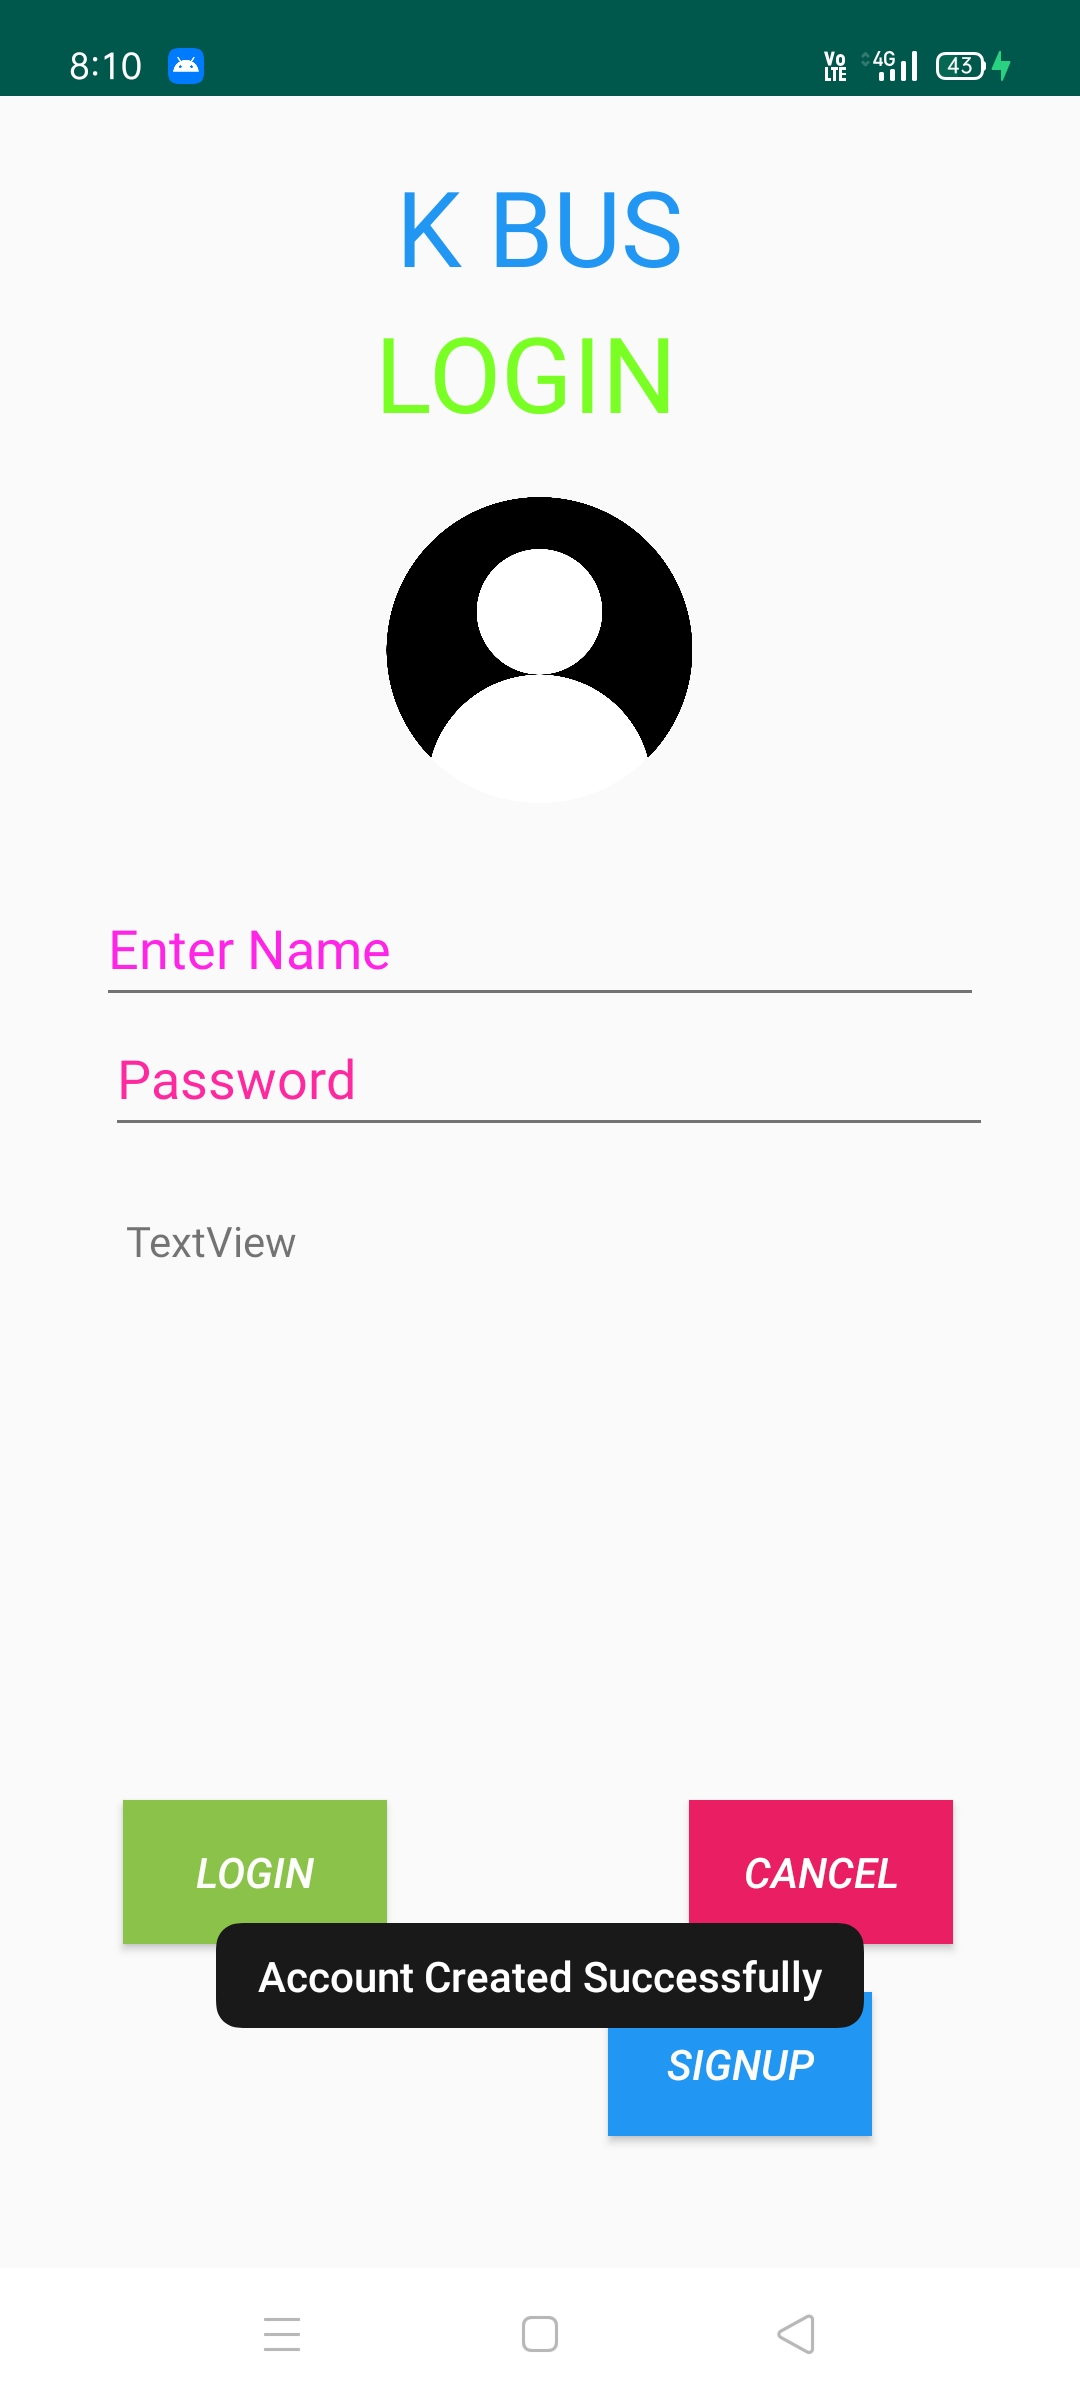 8:10 Vo LTE 4G 43
K BUS
LOGIN
Enter Name
Password
TextView
LOGIN CANCEL
Account Created Successfully
SIGNUP